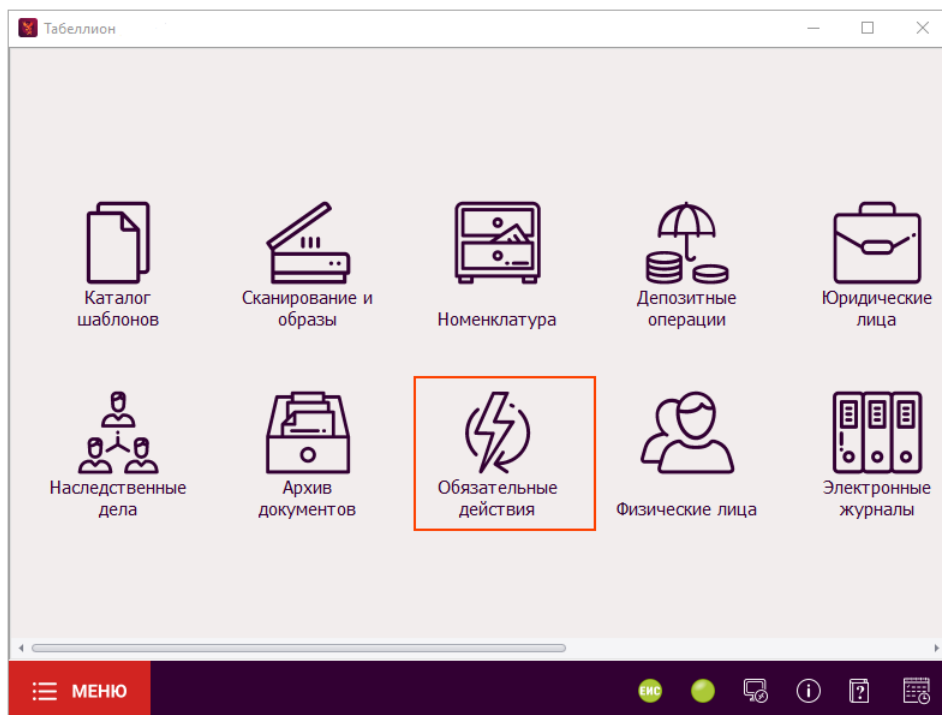 Табеллион
Каталог
шаблонов
Сканирование и
образы
Номенклатура
Депозитные
операции
Юридические
лица
Наследственные
дела
Архив
документов
Обязательные
действия
Физические лица
Электронные
журналы
МЕНЮ
ЕИС